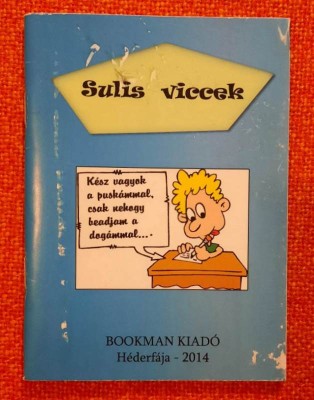 Sulis viccek
Kész vagyok
a puskámmal,
csak nehogy
beadjam a
dogámmal...
BOOKMAN KIADÓ
Héderfája - 2014